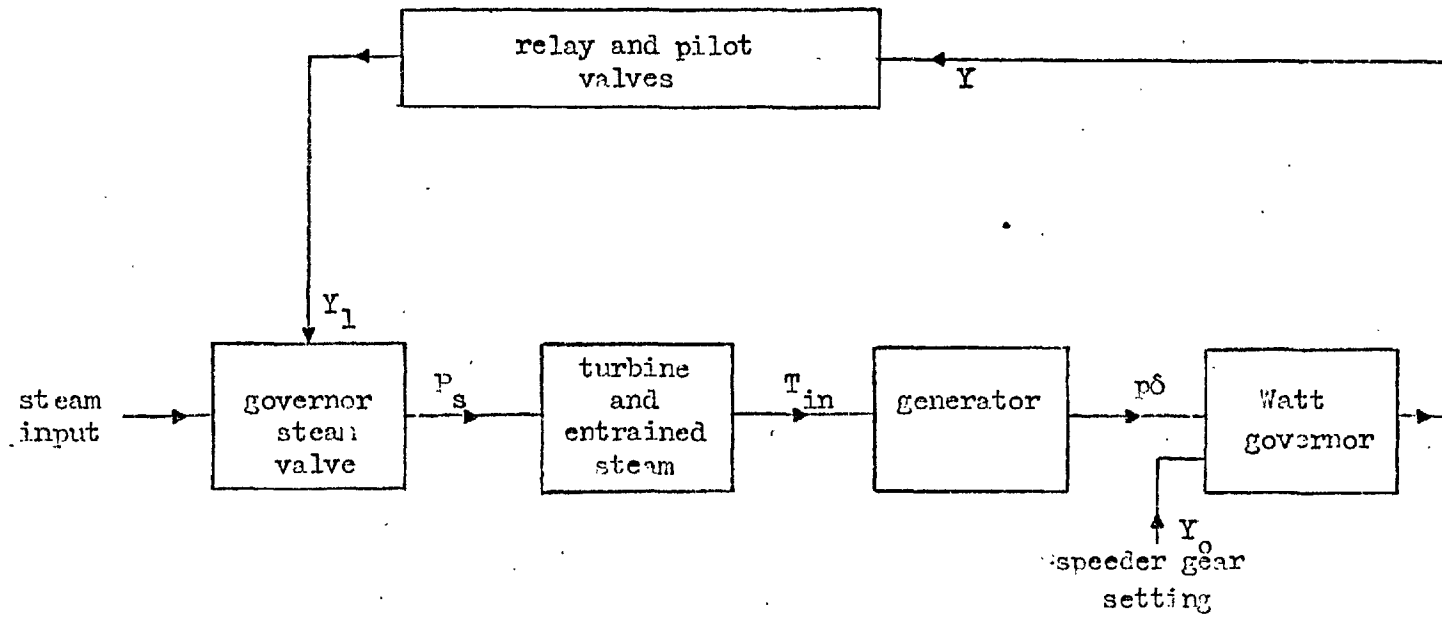 relay and pilot
valves
Y
Y1
steam
input
governor
steam
valve
Ps
turbine
and
entrained
steam
Tin
generator
pδ
Watt
governor
Yo
speeder gear
setting